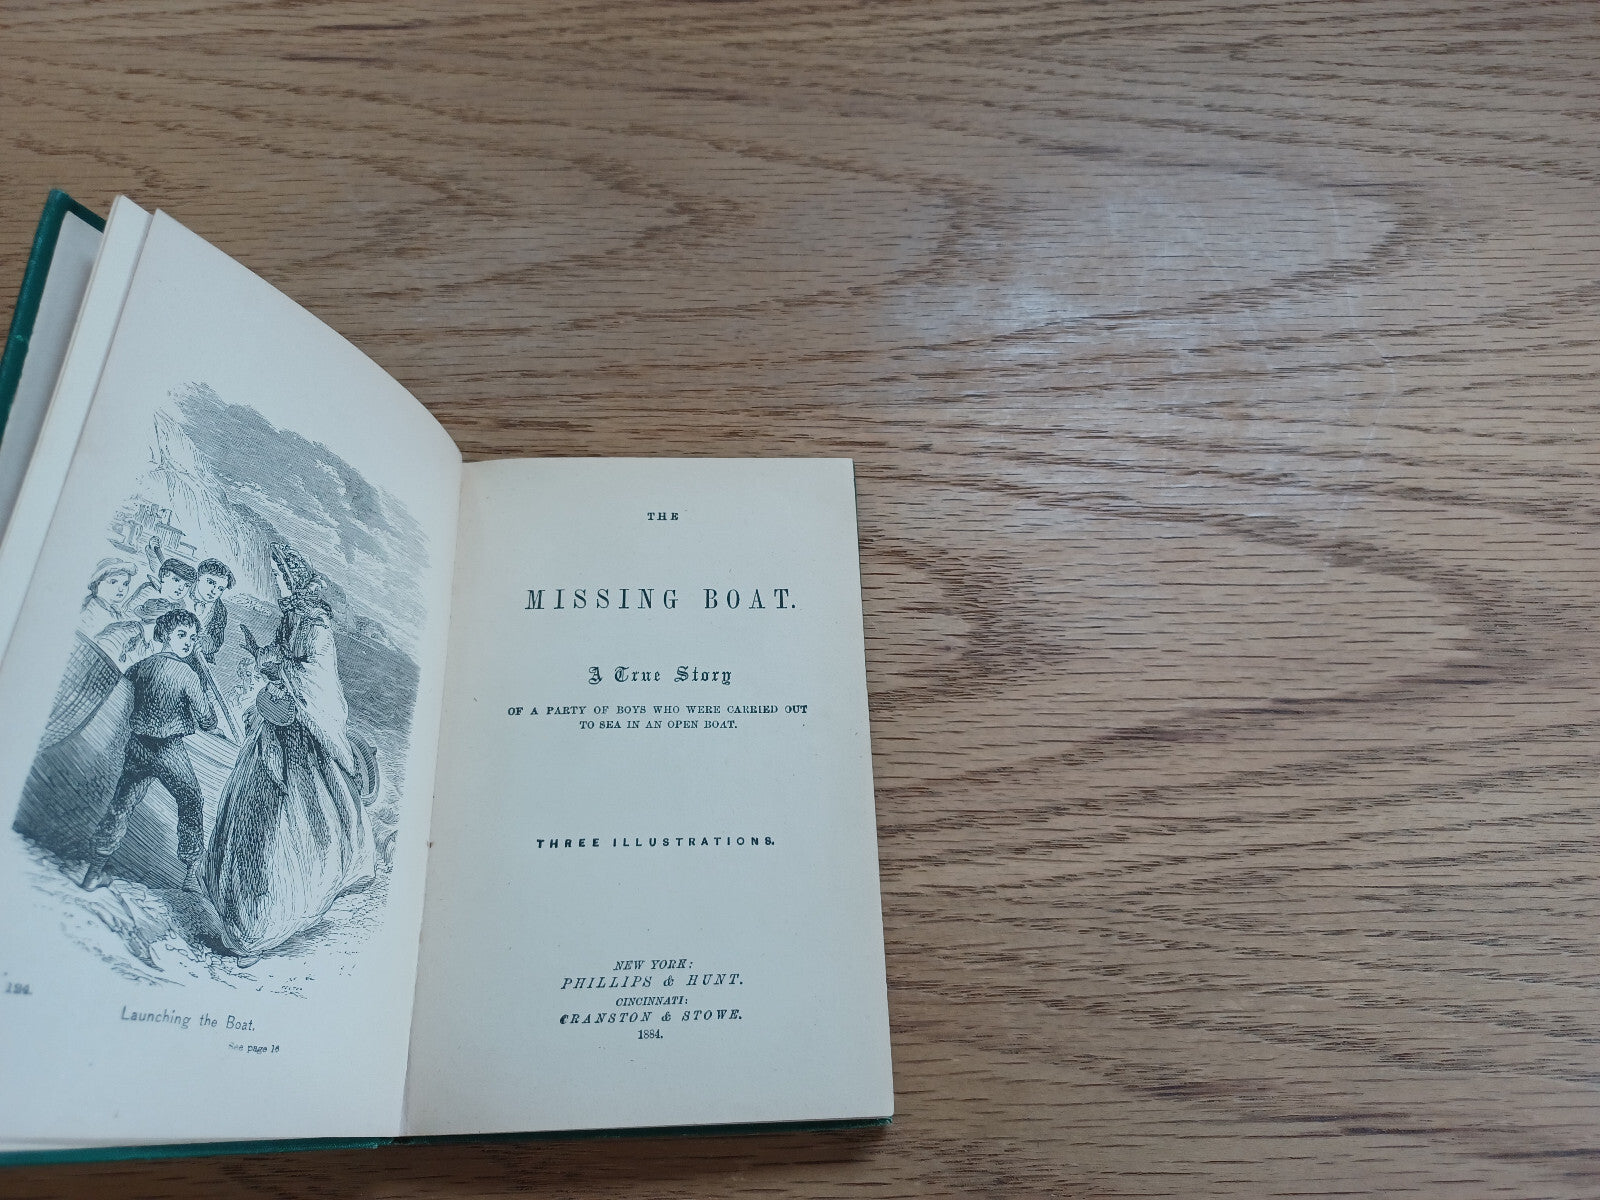 124.
Launching the Boat.
See page 16
THE
MISSING BOAT.
A True Story
OF A PARTY OF BOYS WHO WERE CARRIED OUT
TO SEA IN AN OPEN BOAT.
THREE ILLUSTRATIONS.
NEW YORK:
PHILLIPS & HUNT.
CINCINNATI:
CRANSTON & STOWE.
1884.